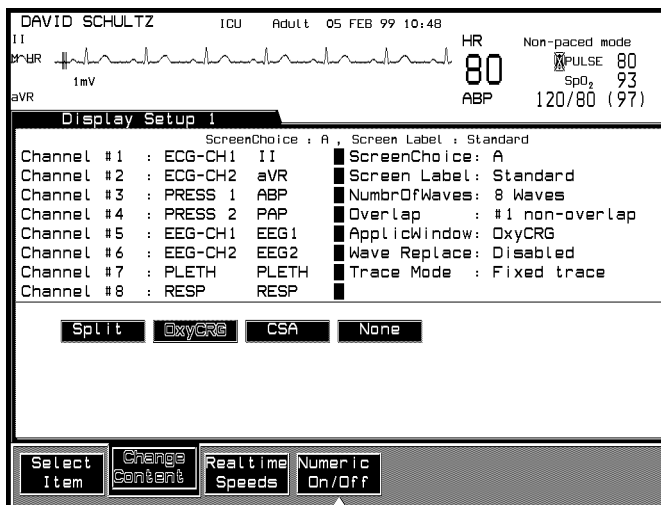 DAVID SCHULTZ ICU Adult 05 FEB 99 10:48
II
HR Non-paced mode
M HR
80
PULSE 80
1mV
SpO2 93
aVR
ABP 120/80 (97)
Display Setup 1
ScreenChoice : A , Screen Label : Standard
Channel #1 : ECG-CH1 II ScreenChoice: A
Channel #2 : ECG-CH2 aVR Screen Label: Standard
Channel #3 : PRESS 1 ABP NumbrOfWaves: 8 Waves
Channel #4 : PRESS 2 PAP Overlap : #1 non-overlap
Channel #5 : EEG-CH1 EEG1 ApplicWindow: OxyCRG
Channel #6 : EEG-CH2 EEG2 Wave Replace: Disabled
Channel #7 : PLETH PLETH Trace Mode : Fixed trace
Channel #8 : RESP RESP
Split OxyCRG CSA None
Select Item
Change Content
Realtime Speeds
Numeric On/Off